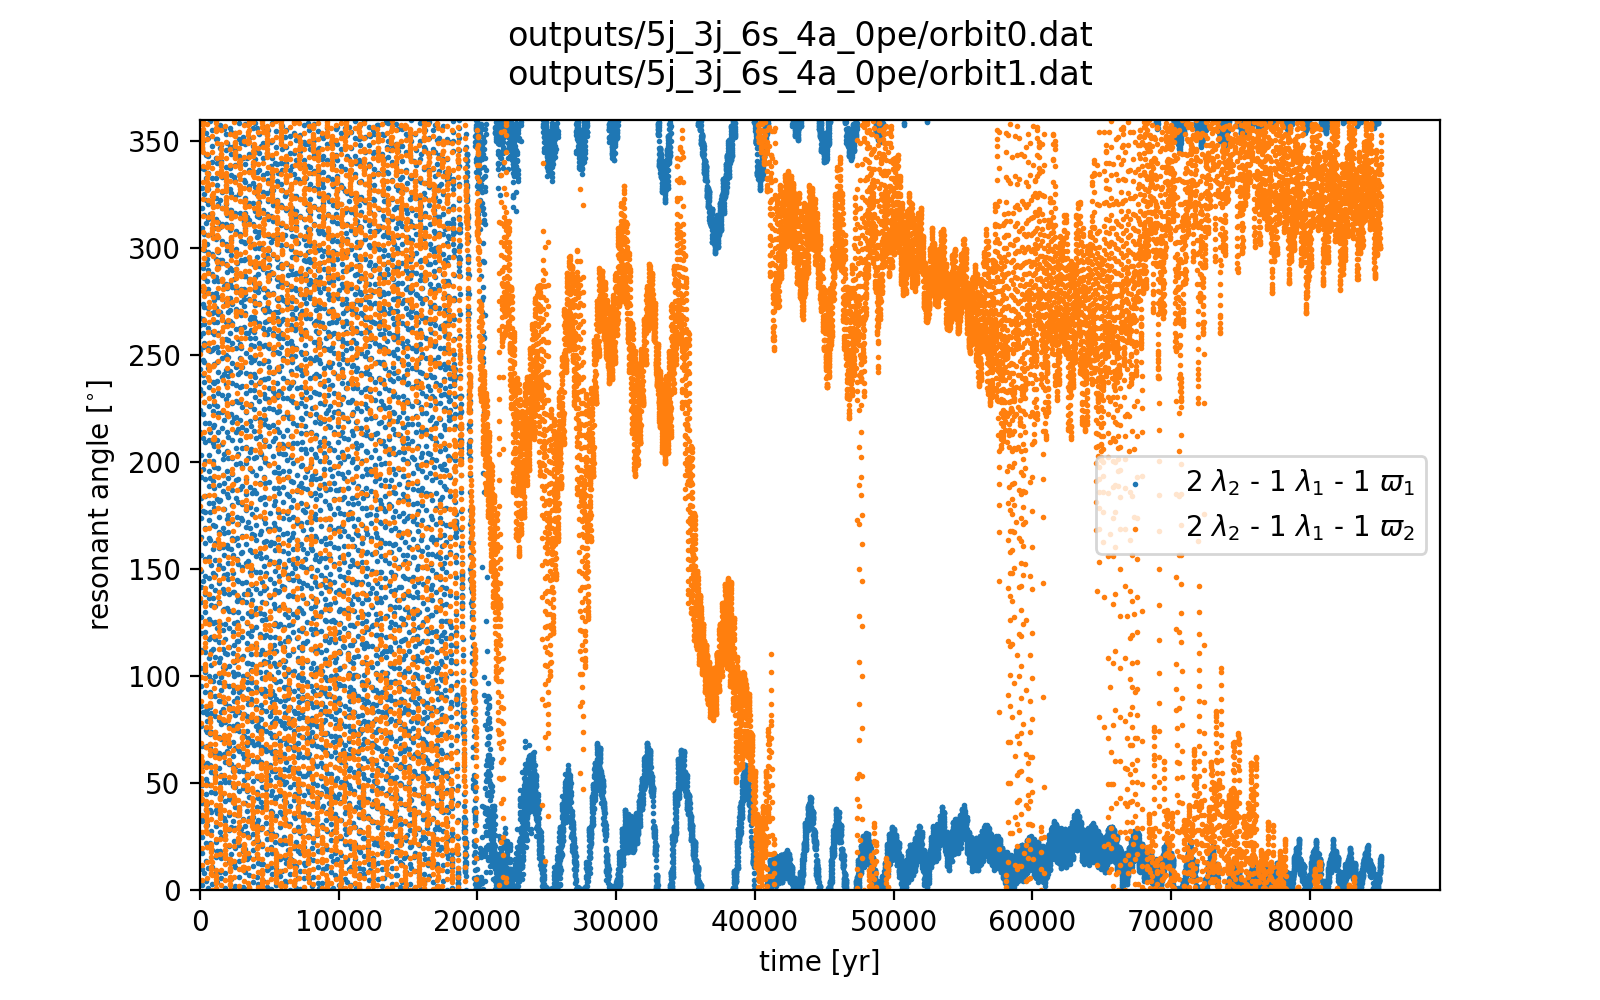 outputs/5j_3j_6s_4a_0pe/orbit0.dat
outputs/5j_3j_6s_4a_0pe/orbit1.dat
350
300
250
200
150
100
50
0
resonant angle [°]
2 λ₂ - 1 λ₁ - 1 ϖ₁
2 λ₂ - 1 λ₁ - 1 ϖ₂
0 10000 20000 30000 40000 50000 60000 70000 80000
time [yr]